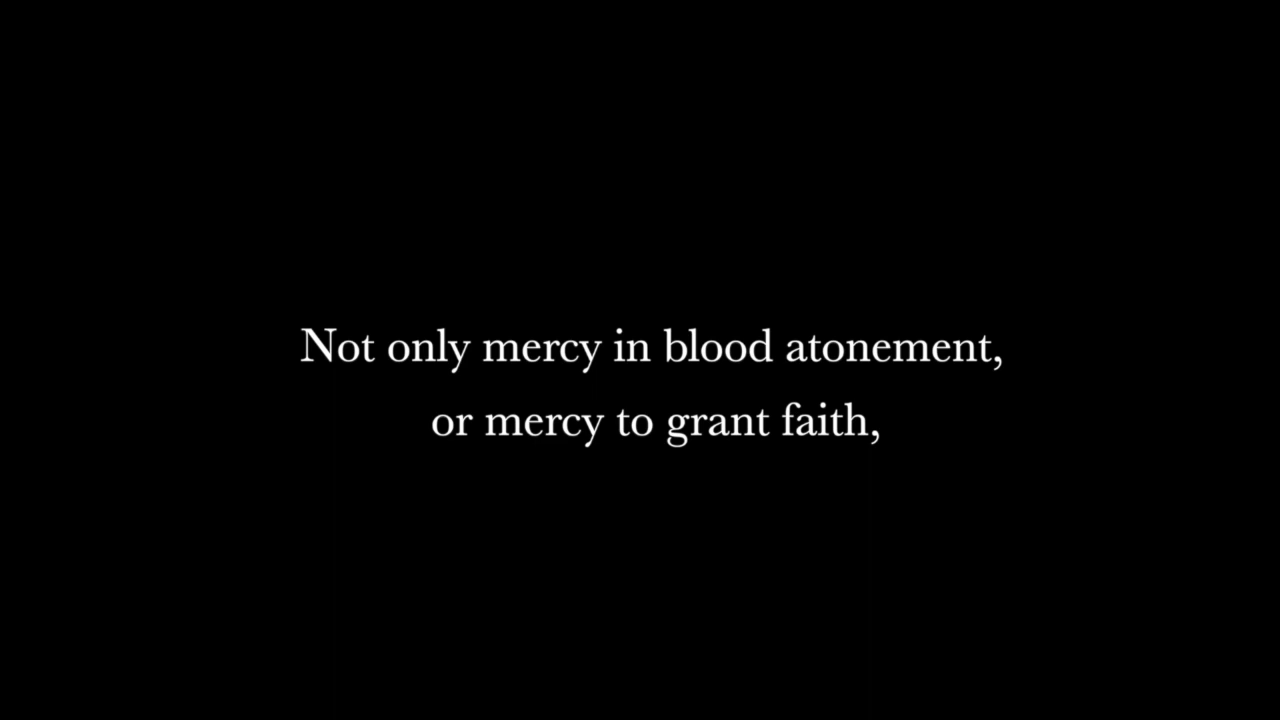 Not only mercy in blood atonement,
or mercy to grant faith,